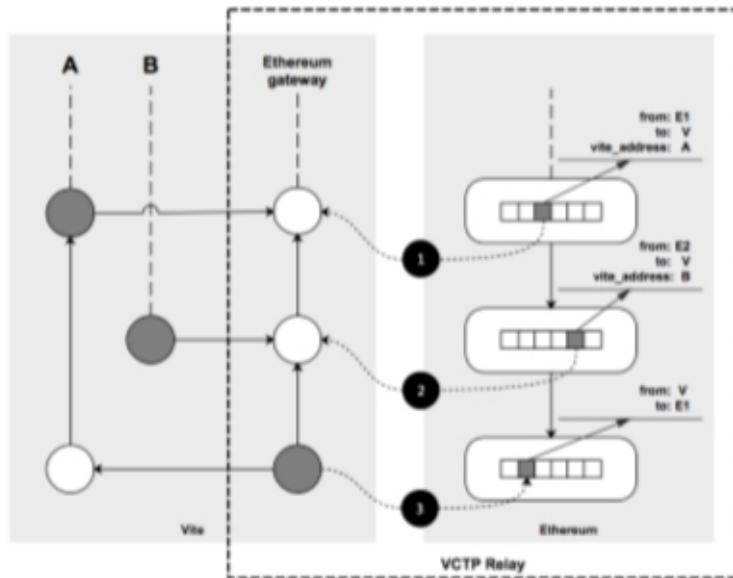 A
B
Ethereum
gateway
from: E1
to: V
vite_address: A
1
from: E2
to: V
vite_address: B
2
from: V
to: E1
3
Vite
Ethereum
VCTP Relay